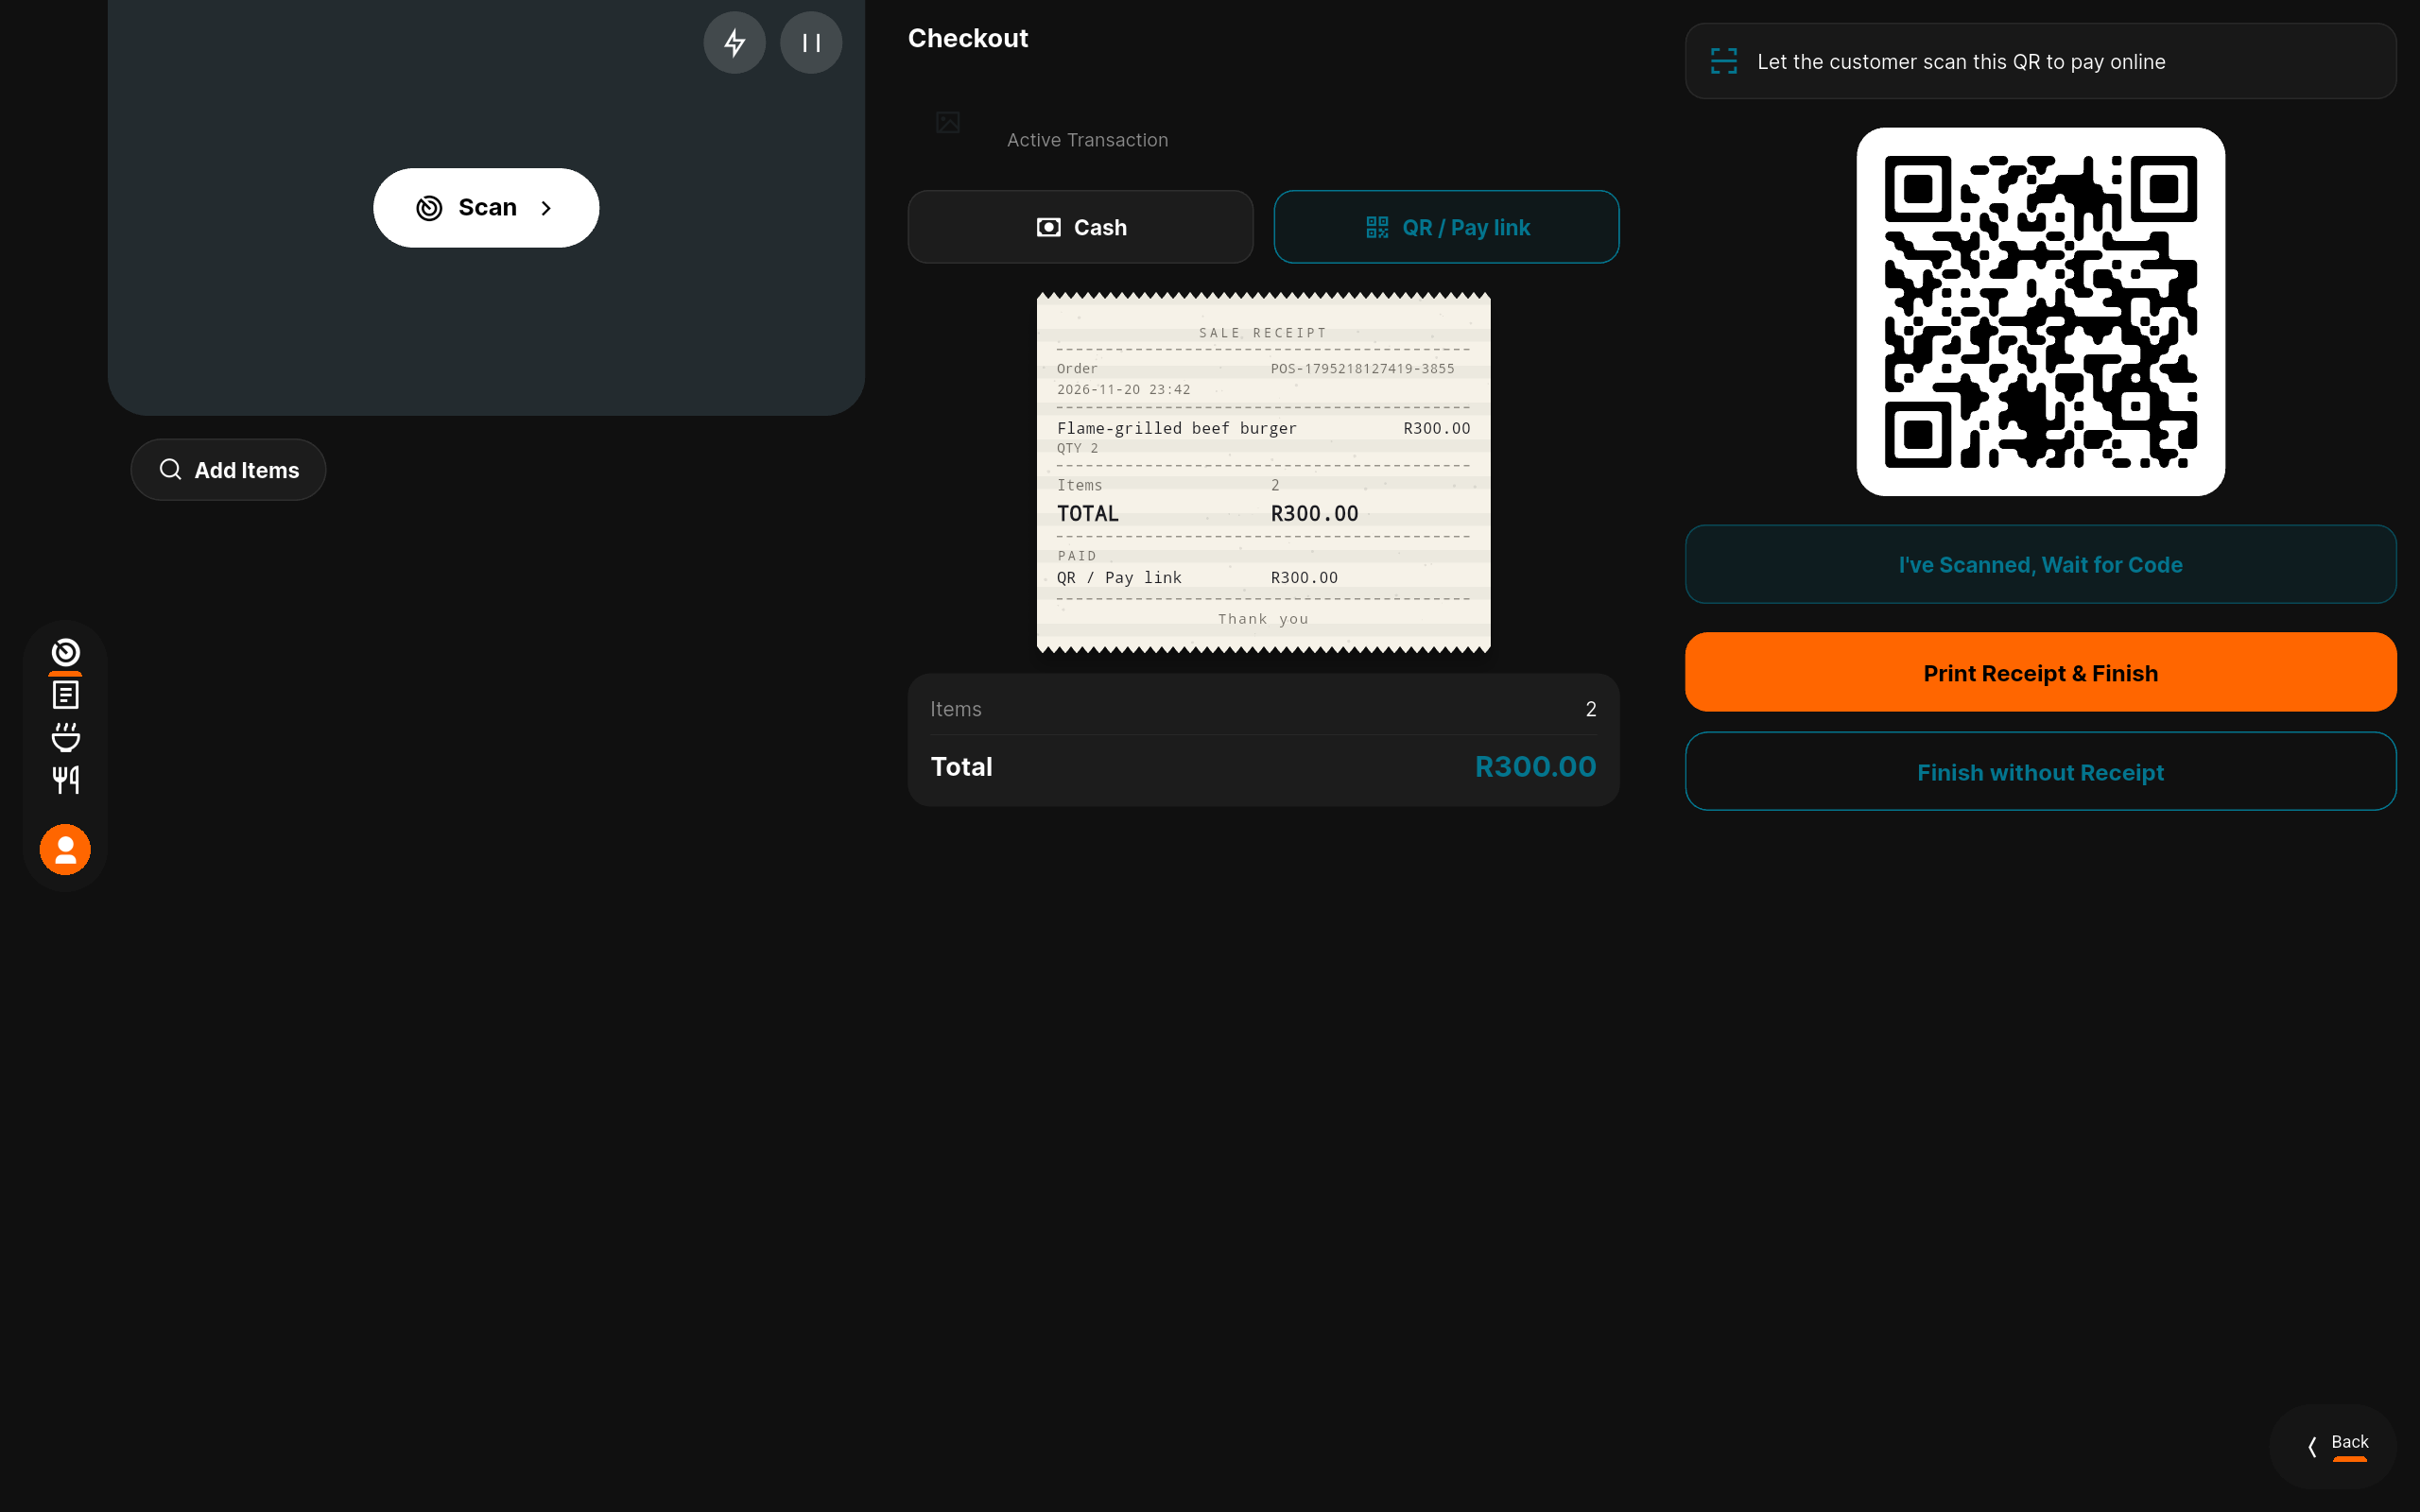 Scan
Add Items
Checkout
Active Transaction
Cash
QR / Pay link
SALE RECEIPT
Order POS-1795218127419-3855
2026-11-20 23:42
Flame-grilled beef burger R300.00
QTY 2
Items 2
TOTAL R300.00
PAID
QR / Pay link R300.00
Thank you
Items 2
Total R300.00
Let the customer scan this QR to pay online
I've Scanned, Wait for Code
Print Receipt & Finish
Finish without Receipt
Back